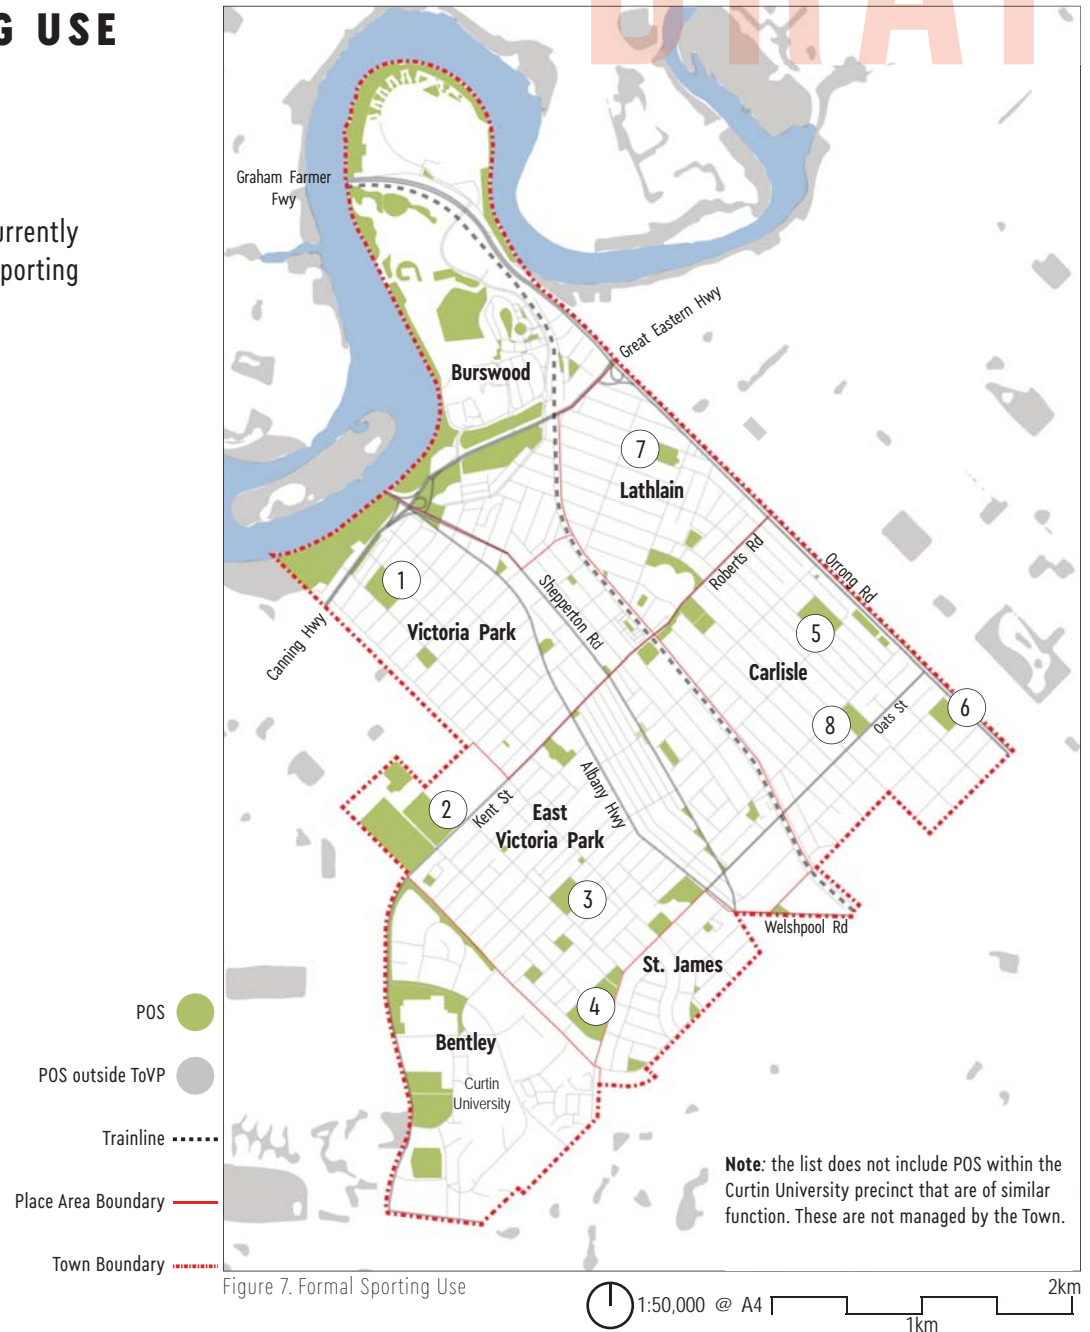 G USE
DRA
urrently
porting
Graham Farmer
Fwy
Great Eastern Hwy
Burswood
7
Lathlain
Roberts Rd
Orrong Rd
1
Shepperton Rd
Victoria Park
5
Canning Hwy
Carlisle
8
Oats St
6
2
Kent St
Albany Hwy
East
Victoria Park
3
Welshpool Rd
St. James
4
Bentley
Curtin
University
POS
POS outside ToVP
Trainline
Place Area Boundary
Town Boundary
Note: the list does not include POS within the
Curtin University precinct that are of similar
function. These are not managed by the Town.
Figure 7. Formal Sporting Use
1:50,000 @ A4
1km
2km